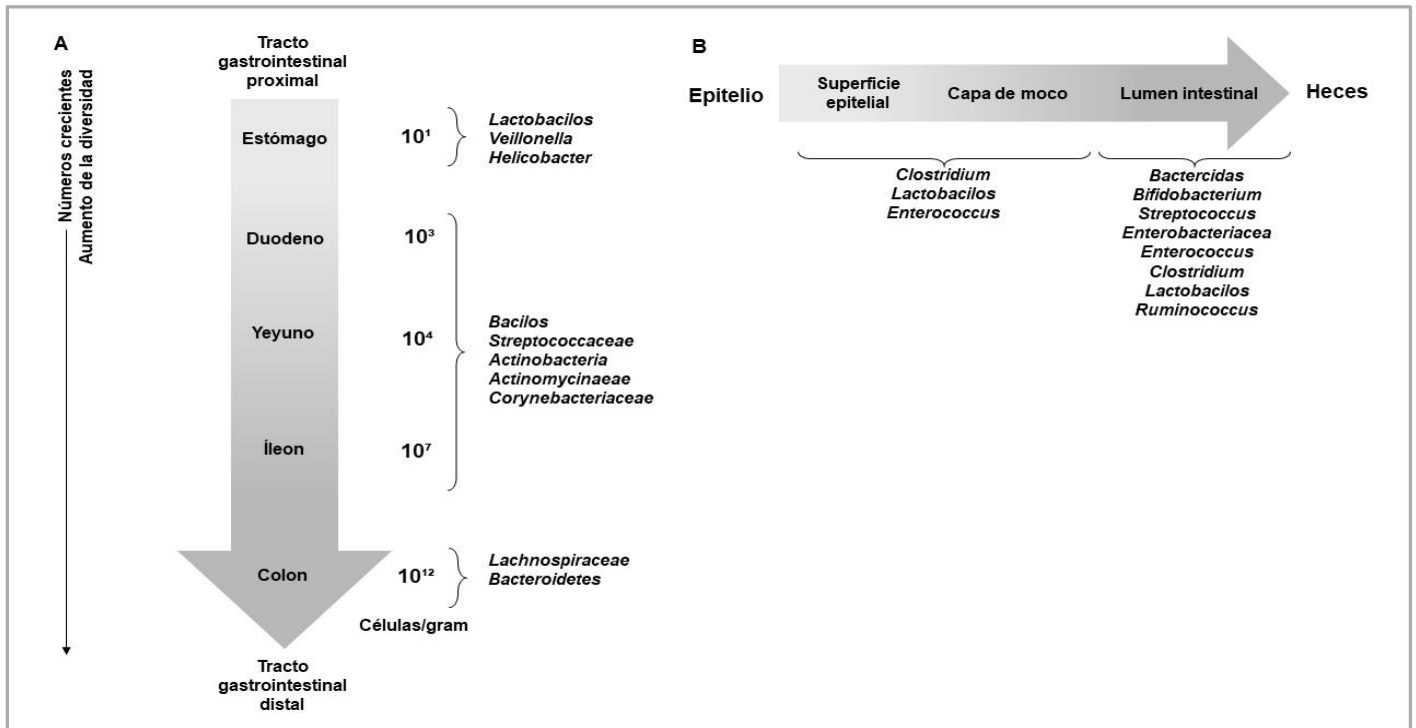 A
Números crecientes
Aumento de la diversidad
Tracto
gastrointestinal
proximal
Estómago
10¹
Lactobacilos
Veillonella
Helicobacter
Duodeno
10³
Yeyuno
10⁴
Íleon
10⁷
Bacilos
Streptococcaceae
Actinobacteria
Actinomycinaeae
Corynebacteriaceae
Colon
10¹²
Lachnospiraceae
Bacteroidetes
Células/gram
Tracto
gastrointestinal
distal
B
Epitelio
Superficie
epitelial
Capa de moco
Lumen intestinal
Heces
Clostridium
Lactobacilos
Enterococcus
Bactercidas
Bifidobacterium
Streptococcus
Enterobacteriacea
Enterococcus
Clostridium
Lactobacilos
Ruminococcus